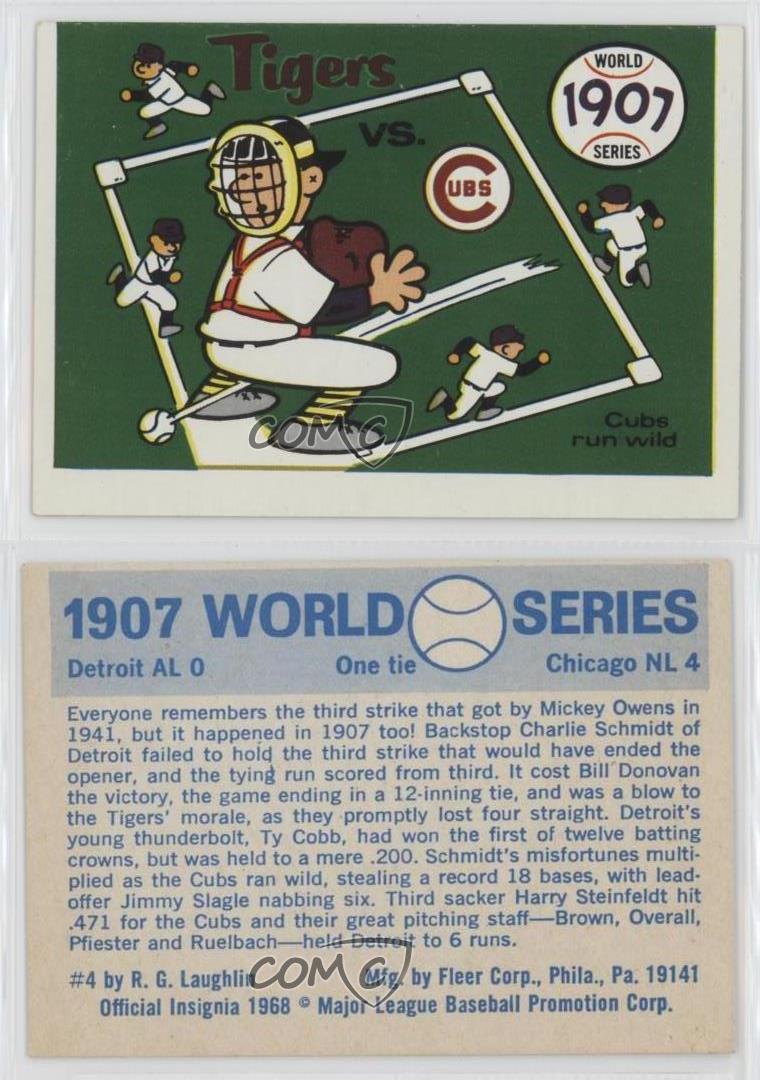 Tigers
VS.
CUBS
WORLD
1907
SERIES
Cubs
run wild
COMC
1907 WORLD SERIES
Detroit AL 0 One tie Chicago NL 4
Everyone remembers the third strike that got by Mickey Owens in
1941, but it happened in 1907 too! Backstop Charlie Schmidt of
Detroit failed to hold the third strike that would have ended the
opener, and the tying run scored from third. It cost Bill Donovan
the victory, the game ending in a 12-inning tie, and was a blow to
the Tigers' morale, as they promptly lost four straight. Detroit's
young thunderbolt, Ty Cobb, had won the first of twelve batting
crowns, but was held to a mere .200. Schmidt's misfortunes multi-
plied as the Cubs ran wild, stealing a record 18 bases, with lead-
offer Jimmy Slagle nabbing six. Third sacker Harry Steinfeldt hit
.471 for the Cubs and their great pitching staff—Brown, Overall,
Pfiester and Ruelbach—held Detroit to 6 runs.
COMC
#4 by R. G. Laughlin Mfg. by Fleer Corp., Phila., Pa. 19141
Official Insignia 1968 © Major League Baseball Promotion Corp.